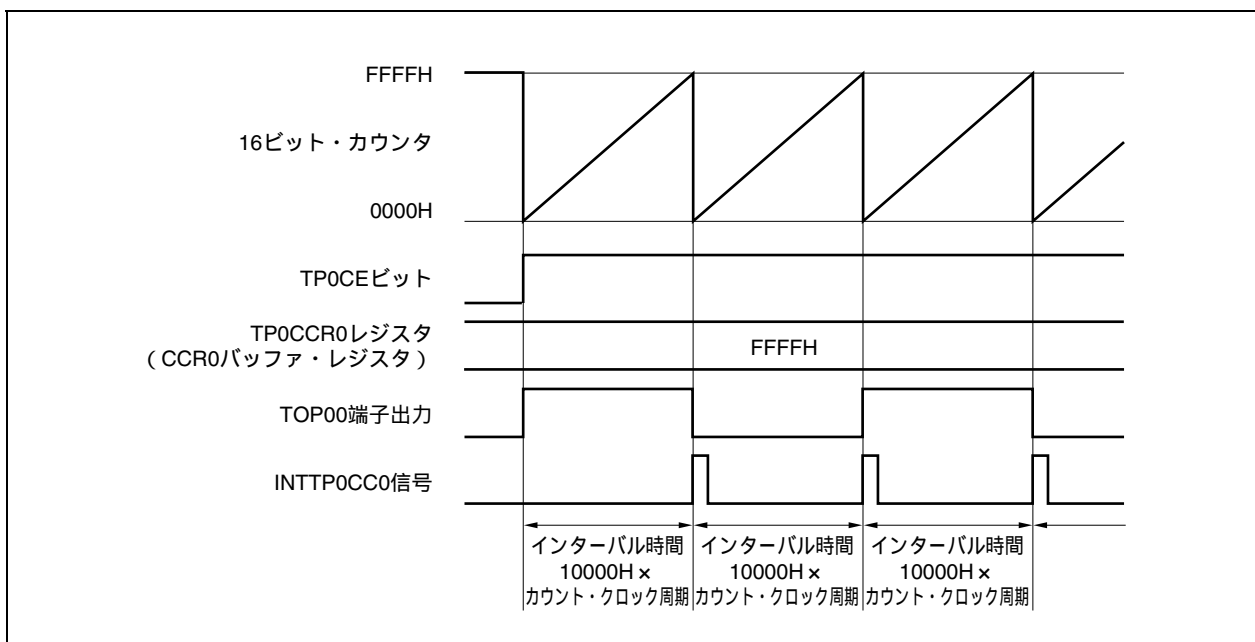 FFFFH
16ビット・カウンタ
0000H
TP0CEビット
TP0CCR0レジスタ
（CCR0バッファ・レジスタ）
FFFFH
TOP00端子出力
INTTP0CC0信号
インターバル時間
10000H×
カウント・クロック周期
インターバル時間
10000H×
カウント・クロック周期
インターバル時間
10000H×
カウント・クロック周期